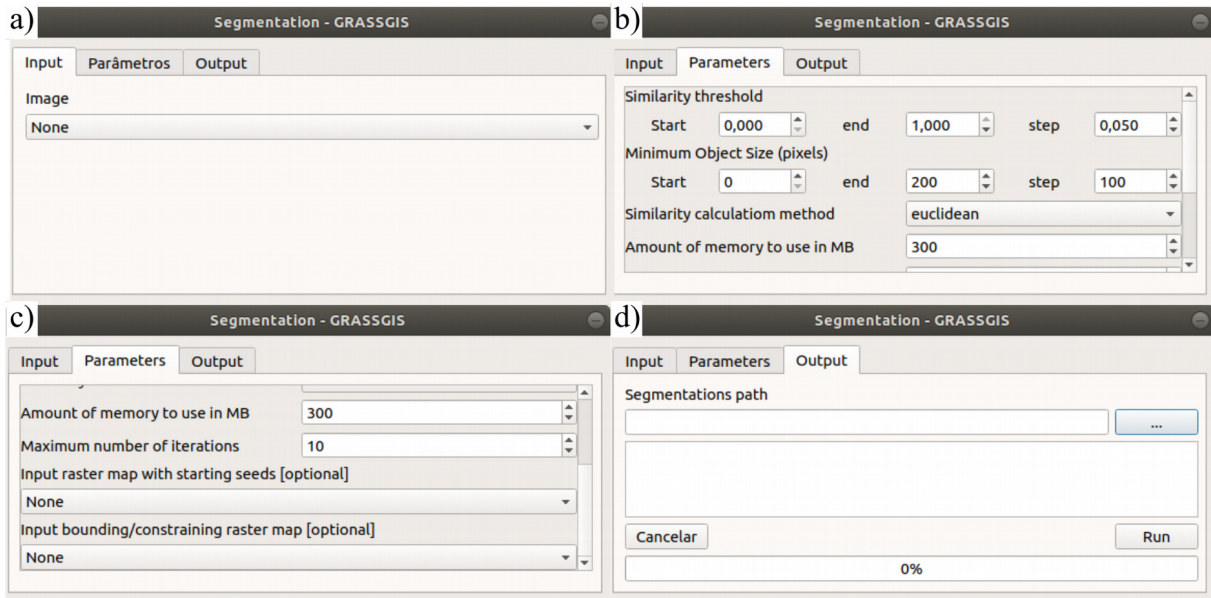 a)
Segmentation - GRASSGIS
Input Parâmetros Output
Image
None
b)
Segmentation - GRASSGIS
Input Parameters Output
Similarity threshold
Start 0,000 end 1,000 step 0,050
Minimum Object Size (pixels)
Start 0 end 200 step 100
Similarity calculatiom method euclidean
Amount of memory to use in MB 300
c)
Segmentation - GRASSGIS
Input Parameters Output
Amount of memory to use in MB 300
Maximum number of iterations 10
Input raster map with starting seeds [optional]
None
Input bounding/constraining raster map [optional]
None
d)
Segmentation - GRASSGIS
Input Parameters Output
Segmentations path
...
Cancelar Run
0%